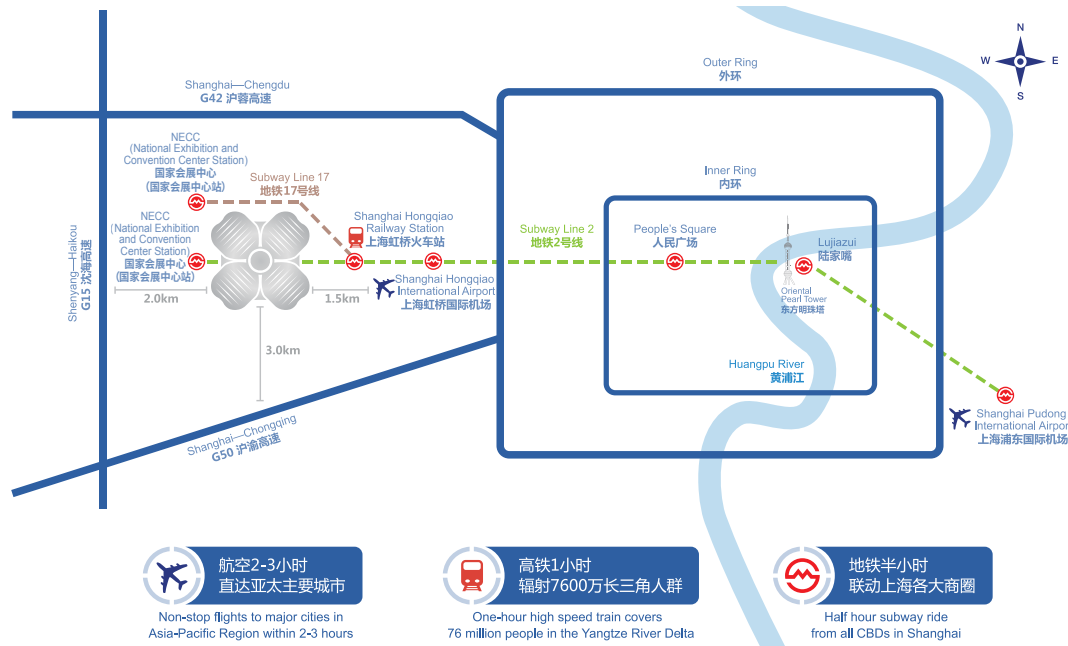 N
W
E
S
Outer Ring
外环
Shanghai—Chengdu
G42 沪蓉高速
NECC
(National Exhibition and
Convention Center Station)
国家会展中心
(国家会展中心站)
Subway Line 17
地铁17号线
Inner Ring
内环
NECC
(National Exhibition
and Convention
Center Station)
国家会展中心
(国家会展中心站)
Shanghai Hongqiao
Railway Station
上海虹桥火车站
Subway Line 2
地铁2号线
People's Square
人民广场
Lujiazui
陆家嘴
Shenyang—Haikou
G15 沈海高速
2.0km
1.5km
Shanghai Hongqiao
International Airport
上海虹桥国际机场
Oriental
Pearl Tower
东方明珠塔
3.0km
Huangpu River
黄浦江
Shanghai—Chongqing
G50 沪渝高速
Shanghai Pudong
International Airport
上海浦东国际机场
航空2-3小时
直达亚太主要城市
Non-stop flights to major cities in
Asia-Pacific Region within 2-3 hours
高铁1小时
辐射7600万长三角人群
One-hour high speed train covers
76 million people in the Yangtze River Delta
地铁半小时
联动上海各大商圈
Half hour subway ride
from all CBDs in Shanghai